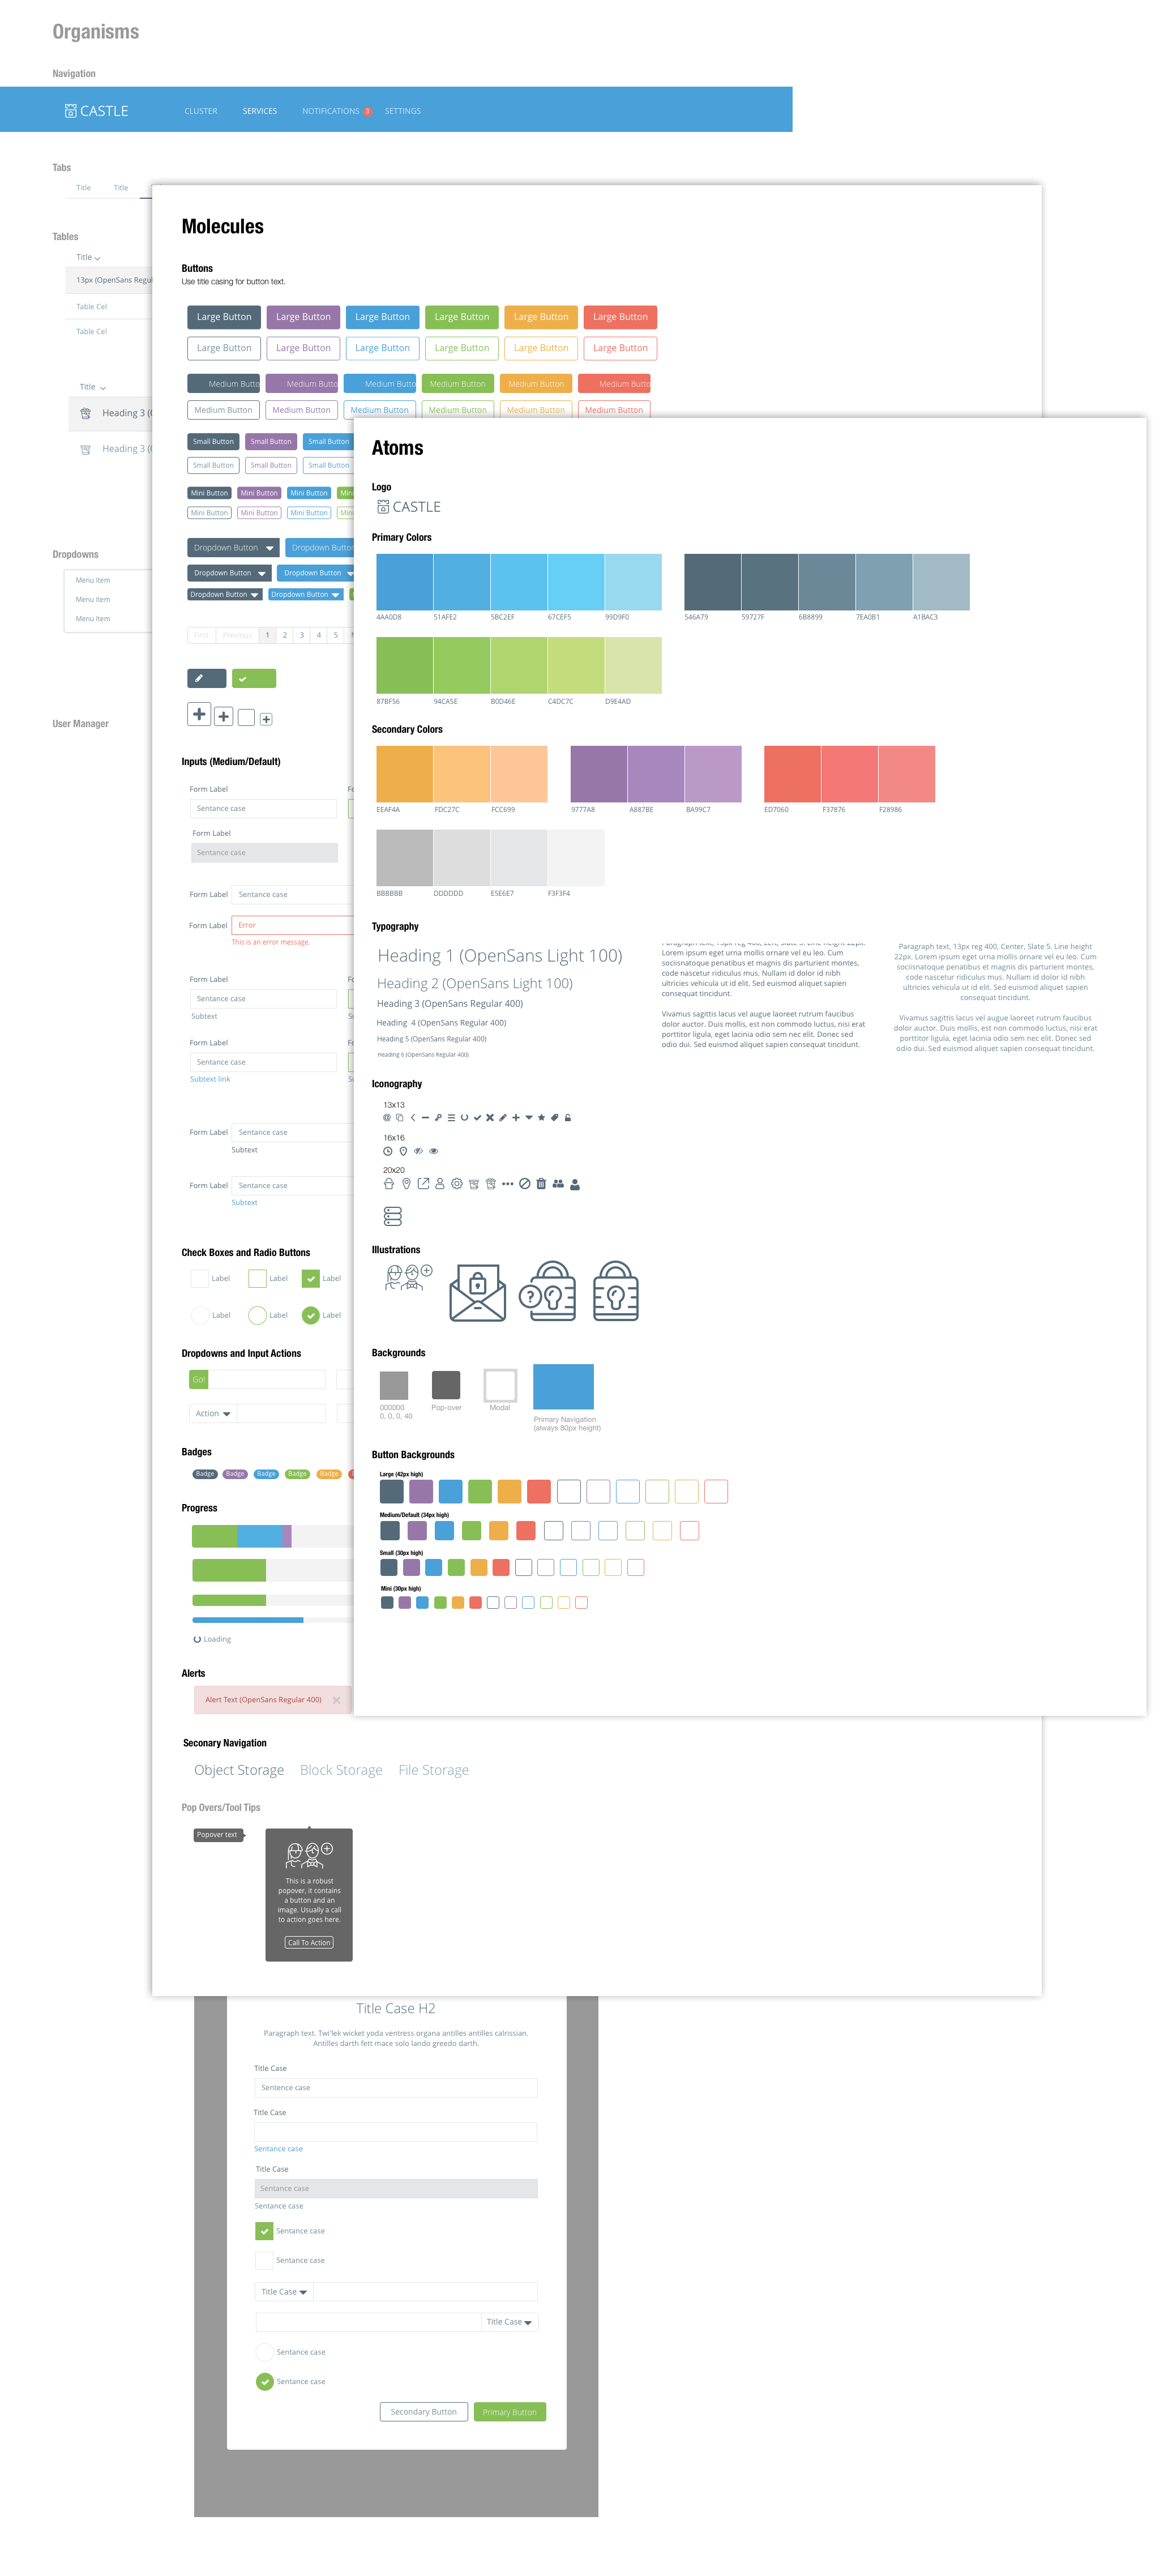 Organisms
Navigation
CASTLE
CLUSTER
SERVICES
NOTIFICATIONS 3
SETTINGS
Tabs
Title
Title
Tables
Title
13px (OpenSans Regul
Table Cel
Table Cel
Title
Heading 3 (
Heading 3 (
Dropdowns
Menu Item
Menu Item
Menu Item
User Manager
Molecules
Buttons
Use title casing for button text.
Large Button Large Button Large Button Large Button Large Button Large Button
Large Button Large Button Large Button Large Button Large Button Large Button
Medium Butto Medium Butto Medium Butto Medium Button Medium Button Medium Butto
Medium Button Medium Button Medium Button Medium Button Medium Button Medium Button
Small Button Small Button Small Button
Small Button Small Button Small Button
Mini Button Mini Button Mini Button Min
Mini Button Mini Button Mini Button Mini
Dropdown Button Dropdown Button
Dropdown Button Dropdown Button
Dropdown Button Dropdown Button
First Previous 1 2 3 4 5
Inputs (Medium/Default)
Form Label
Sentance case
Form Label
Sentance case
Form Label Sentance case
Form Label Error
This is an error message.
Form Label
Sentance case
Subtext
Form Label
Sentance case
Subtext link
Form Label Sentance case
Subtext
Form Label Sentance case
Subtext
Check Boxes and Radio Buttons
Label Label Label
Label Label Label
Dropdowns and Input Actions
Go!
Action
Badges
Badge Badge Badge Badge Badge
Progress
Loading
Alerts
Alert Text (OpenSans Regular 400)
Seconary Navigation
Object Storage Block Storage File Storage
Pop Overs/Tool Tips
Popover text
This is a robust
popover, it contains
a button and an
image. Usually a call
to action goes here.
Call To Action
Atoms
Logo
CASTLE
Primary Colors
4AA0D8 51AFE2 5BC2EF 67CEF5 99D9F0
546A79 59727F 6B8899 7EA0B1 A1BAC3
87BF56 94CA5E B0D46E C4DC7C D9E4AD
Secondary Colors
EEAF4A FDC27C FCC699
9777A8 A887BE BA99C7
ED7060 F37876 F28986
BBBBBB DDDDDD E5E6E7 F3F3F4
Typography
Heading 1 (OpenSans Light 100)
Heading 2 (OpenSans Light 100)
Heading 3 (OpenSans Regular 400)
Heading 4 (OpenSans Regular 400)
Heading 5 (OpenSans Regular 400)
Heading 6 (OpenSans Regular 400)
Paragraph text, 13px reg 400, Left, Slate 5. Line height 22px.
Lorem ipsum eget urna mollis ornare vel eu leo. Cum
sociisnatoque penatibus et magnis dis parturient montes,
code nascetur ridiculus mus. Nullam id dolor id nibh
ultricies vehicula ut id elit. Sed euismod aliquet sapien
consequat tincidunt.
Vivamus sagittis lacus vel augue laoreet rutrum faucibus
dolor auctor. Duis mollis, est non commodo luctus, nisi erat
porttitor ligula, eget lacinia odio sem nec elit. Donec sed
odio dui. Sed euismod aliquet sapien consequat tincidunt.
Paragraph text, 13px reg 400, Center, Slate 5. Line height
22px. Lorem ipsum eget urna mollis ornare vel eu leo. Cum
sociisnatoque penatibus et magnis dis parturient montes,
code nascetur ridiculus mus. Nullam id dolor id nibh
ultricies vehicula ut id elit. Sed euismod aliquet sapien
consequat tincidunt.
Vivamus sagittis lacus vel augue laoreet rutrum faucibus
dolor auctor. Duis mollis, est non commodo luctus, nisi erat
porttitor ligula, eget lacinia odio sem nec elit. Donec sed
odio dui. Sed euismod aliquet sapien consequat tincidunt.
Iconography
13x13
16x16
20x20
Illustrations
Backgrounds
000000
0, 0, 0, 40
Pop-over
Modal
Primary Navigation
(always 80px height)
Button Backgrounds
Large (42px high)
Medium/Default (34px high)
Small (30px high)
Mini (30px high)
Title Case H2
Paragraph text. Twi'lek wicket yoda ventress organa antilles antilles calrissian.
Antilles darth fett mace solo lando greedo darth.
Title Case
Sentence case
Title Case
Sentance case
Title Case
Sentance case
Sentance case
Sentance case
Sentance case
Title Case
Title Case
Sentance case
Sentance case
Secondary Button Primary Button